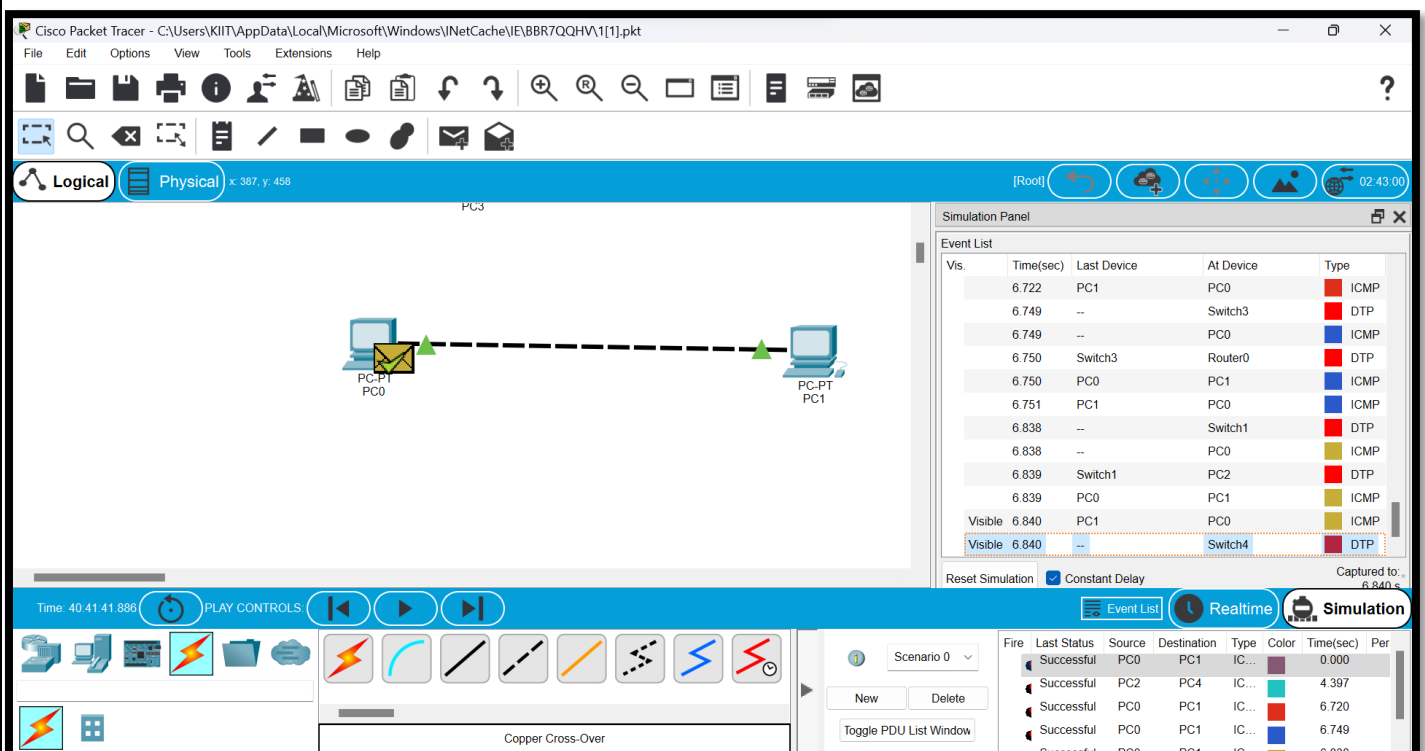 Cisco Packet Tracer - C:\Users\KIIT\AppData\Local\Microsoft\Windows\INetCache\IE\BBR7QQHV\1[1].pkt
File Edit Options View Tools Extensions Help
Logical Physical x: 387, y: 458 [Root] 02:43:00
PC3
PC-PT
PC0
PC-PT
PC1
Simulation Panel
Event List
Vis. Time(sec) Last Device At Device Type
6.722 PC1 PC0 ICMP
6.749 -- Switch3 DTP
6.749 -- PC0 ICMP
6.750 Switch3 Router0 DTP
6.750 PC0 PC1 ICMP
6.751 PC1 PC0 ICMP
6.838 -- Switch1 DTP
6.838 -- PC0 ICMP
6.839 Switch1 PC2 DTP
6.839 PC0 PC1 ICMP
Visible 6.840 PC1 PC0 ICMP
Visible 6.840 -- Switch4 DTP
Reset Simulation Constant Delay Captured to:
6.840 s
Time: 40:41:41.886 PLAY CONTROLS: Event List Realtime Simulation
Copper Cross-Over
Scenario 0
New Delete
Toggle PDU List Window
Fire Last Status Source Destination Type Color Time(sec) Per
Successful PC0 PC1 IC... 0.000
Successful PC2 PC4 IC... 4.397
Successful PC0 PC1 IC... 6.720
Successful PC0 PC1 IC... 6.749